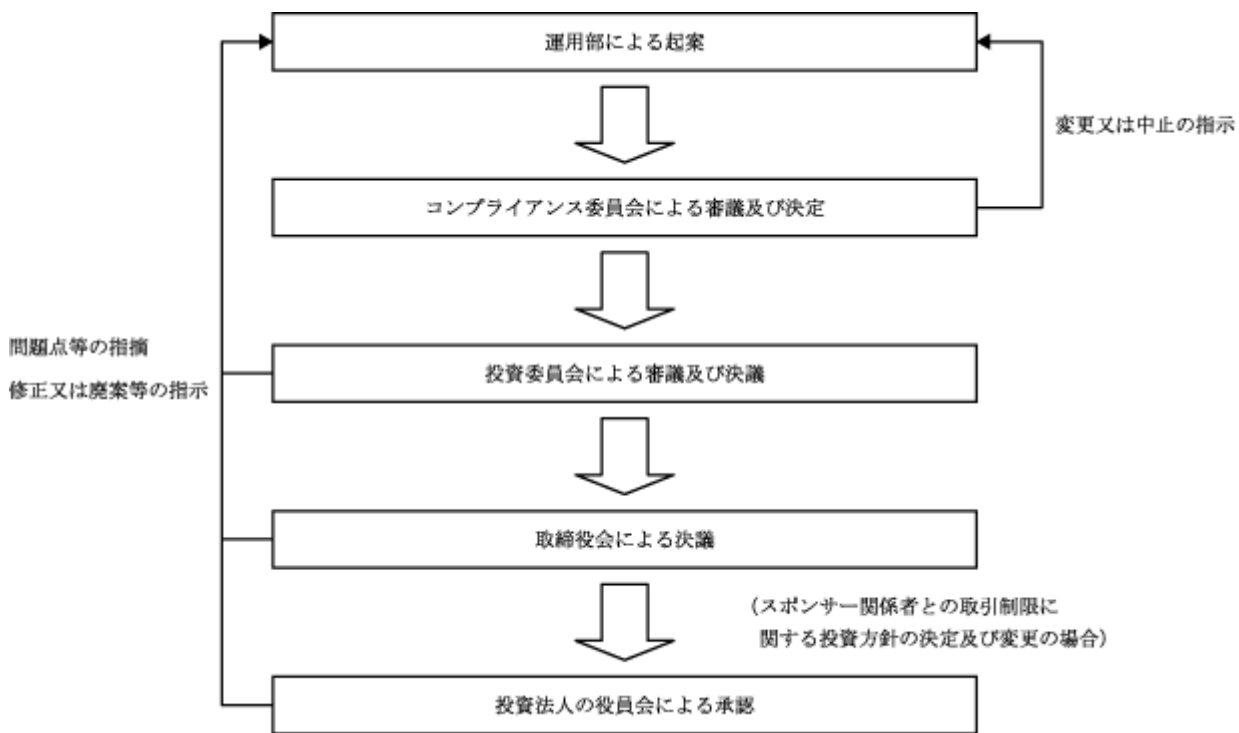 運用部による起案
変更又は中止の指示
コンプライアンス委員会による審議及び決定
問題点等の指摘
修正又は廃案等の指示
投資委員会による審議及び決議
取締役会による決議
（スポンサー関係者との取引制限に
関する投資方針の決定及び変更の場合）
投資法人の役員会による承認